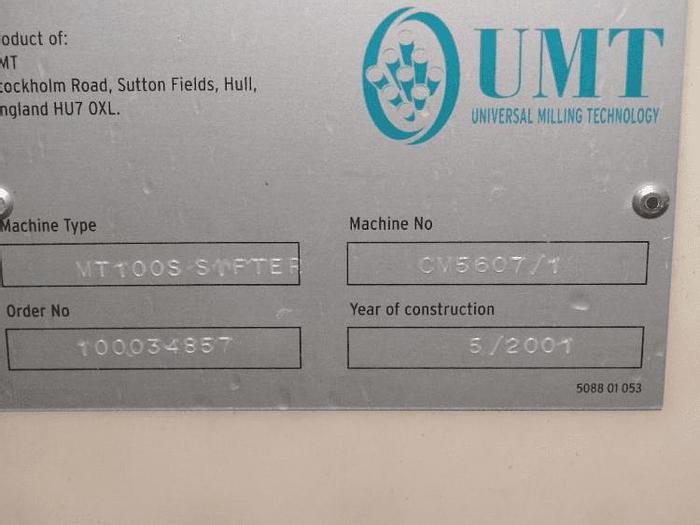 oduct of:
MT
tockholm Road, Sutton Fields, Hull,
ngland HU7 0XL.
UMT
UNIVERSAL MILLING TECHNOLOGY
Machine Type
MT100S SIFTER
Machine No
CM5607/1
Order No
100034857
Year of construction
5/2001
5088 01 053